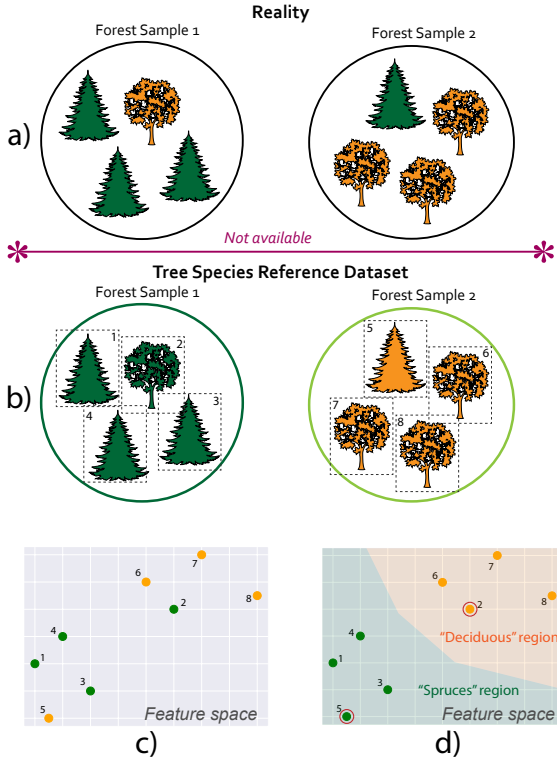 Reality
Forest Sample 1
Forest Sample 2
a)
Not available
Tree Species Reference Dataset
Forest Sample 1
Forest Sample 2
b)
1
2
3
4
5
6
7
8
7
6
2
8
4
1
3
5
Feature space
c)
7
6
2
8
"Deciduous" region
4
1
3
"Spruces" region
5
Feature space
d)